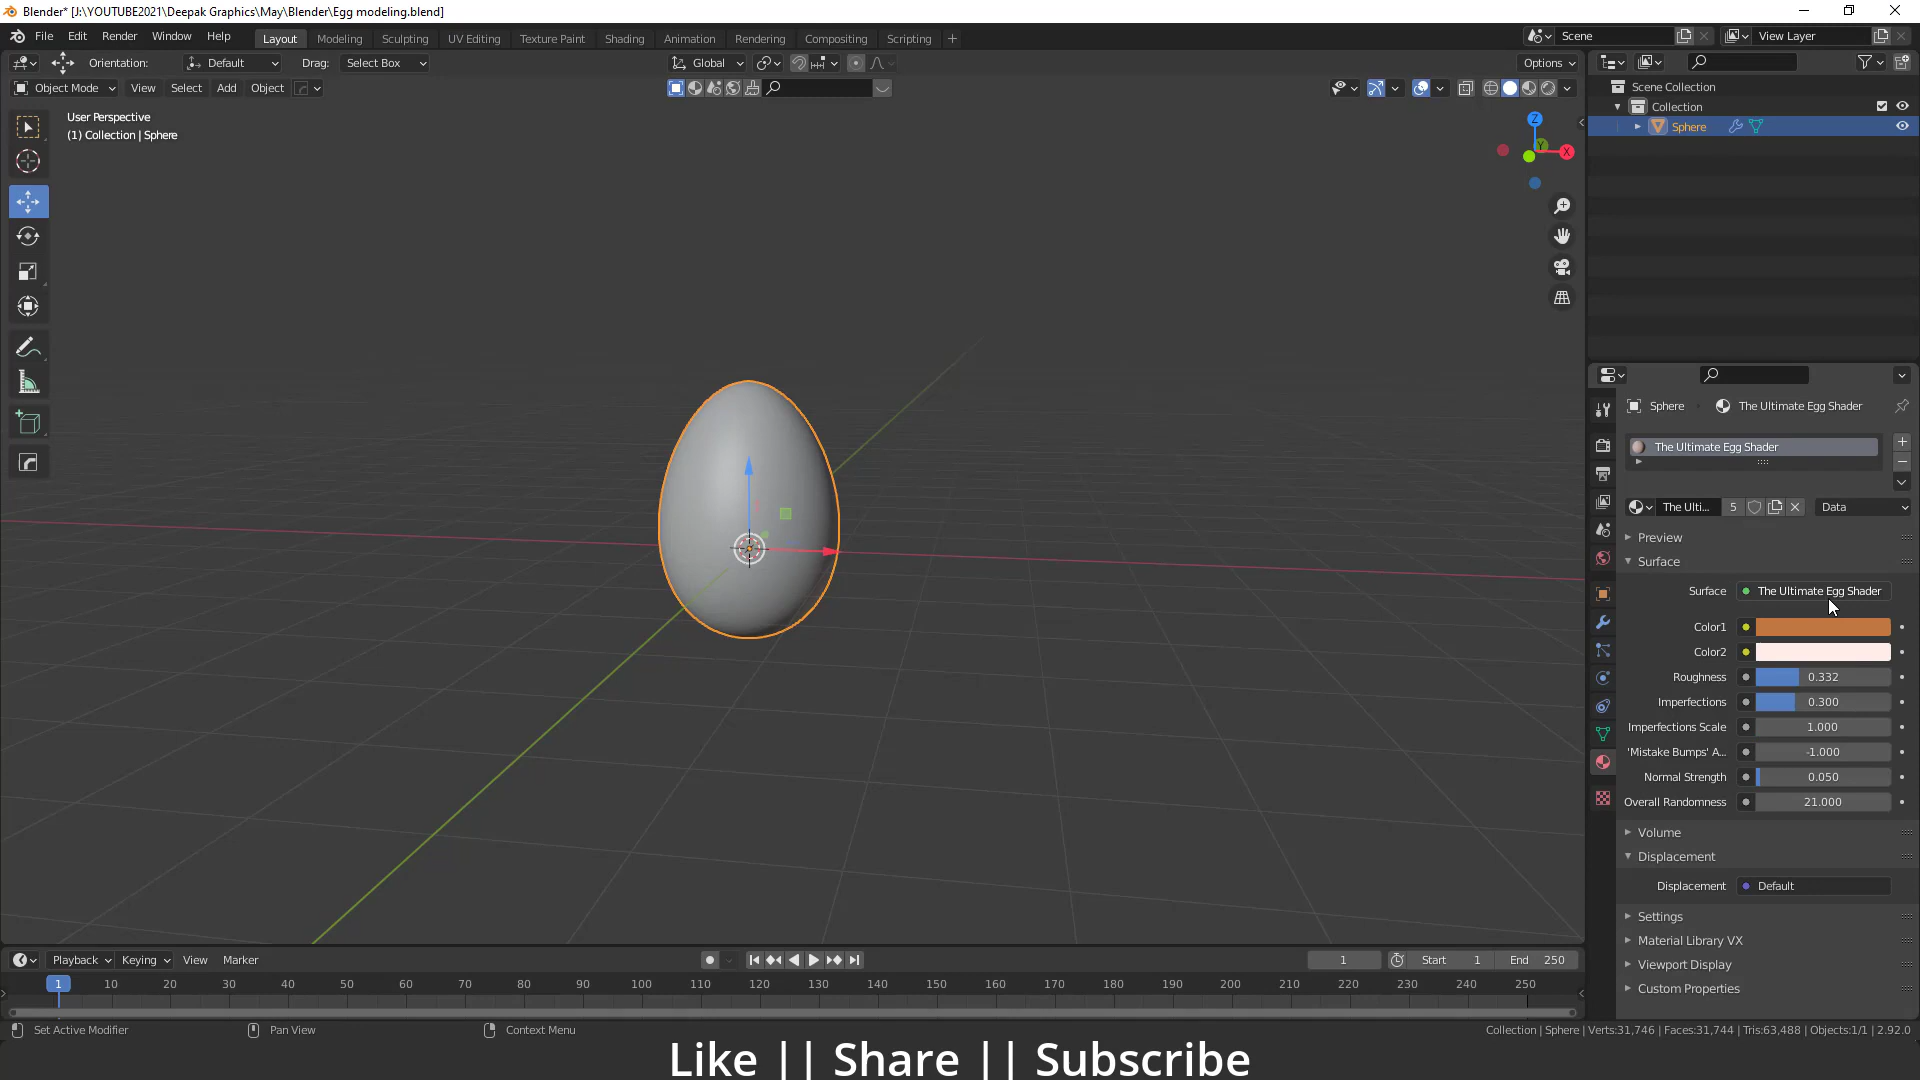 Blender* [J:\YOUTUBE2021\Deepak Graphics\May\Blender\Egg modeling.blend]
File Edit Render Window Help
Layout Modeling Sculpting UV Editing Texture Paint Shading Animation Rendering Compositing Scripting
Scene
View Layer
Orientation: Default Drag: Select Box
Global
Options
Object Mode View Select Add Object
User Perspective
(1) Collection | Sphere
Z
Y
X
Scene Collection
Collection
Sphere
Sphere The Ultimate Egg Shader
The Ultimate Egg Shader
The Ulti... 5 Data
Preview
Surface
Surface The Ultimate Egg Shader
Color1
Color2
Roughness 0.332
Imperfections 0.300
Imperfections Scale 1.000
'Mistake Bumps' A... -1.000
Normal Strength 0.050
Overall Randomness 21.000
Volume
Displacement
Displacement Default
Settings
Material Library VX
Viewport Display
Custom Properties
Playback Keying View Marker
1 Start 1 End 250
1 10 20 30 40 50 60 70 80 90 100 110 120 130 140 150 160 170 180 190 200 210 220 230 240 250
Set Active Modifier Pan View Context Menu
Collection | Sphere | Verts:31,746 | Faces:31,744 | Tris:63,488 | Objects:1/1 | 2.92.0
Like || Share || Subscribe